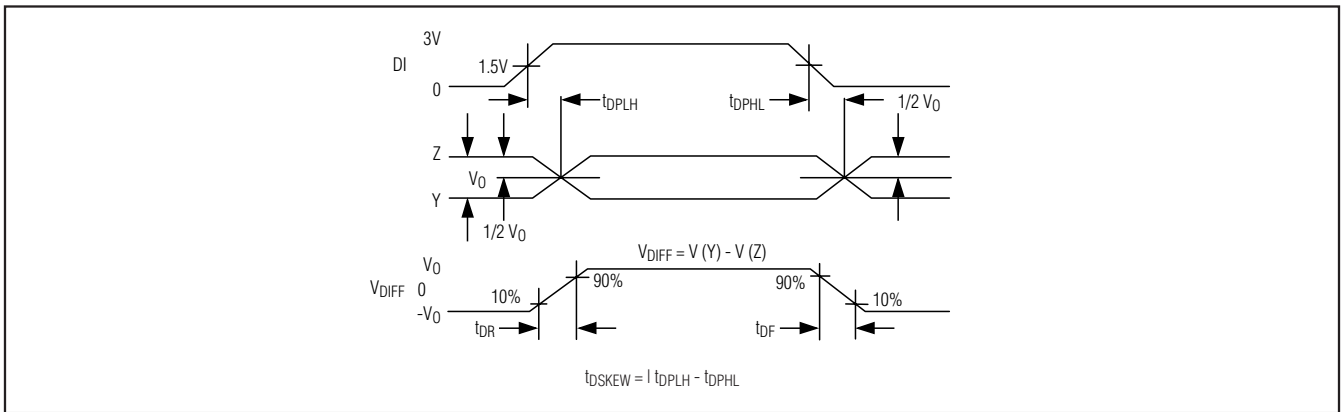 3V
DI
1.5V
0
tDPLH
tDPHL
1/2 VO
Z
VO
Y
1/2 VO
VDIFF = V (Y) - V (Z)
VO
VDIFF 0
-VO
10%
90%
90%
10%
tDR
tDF
tDSKEW = | tDPLH - tDPHL